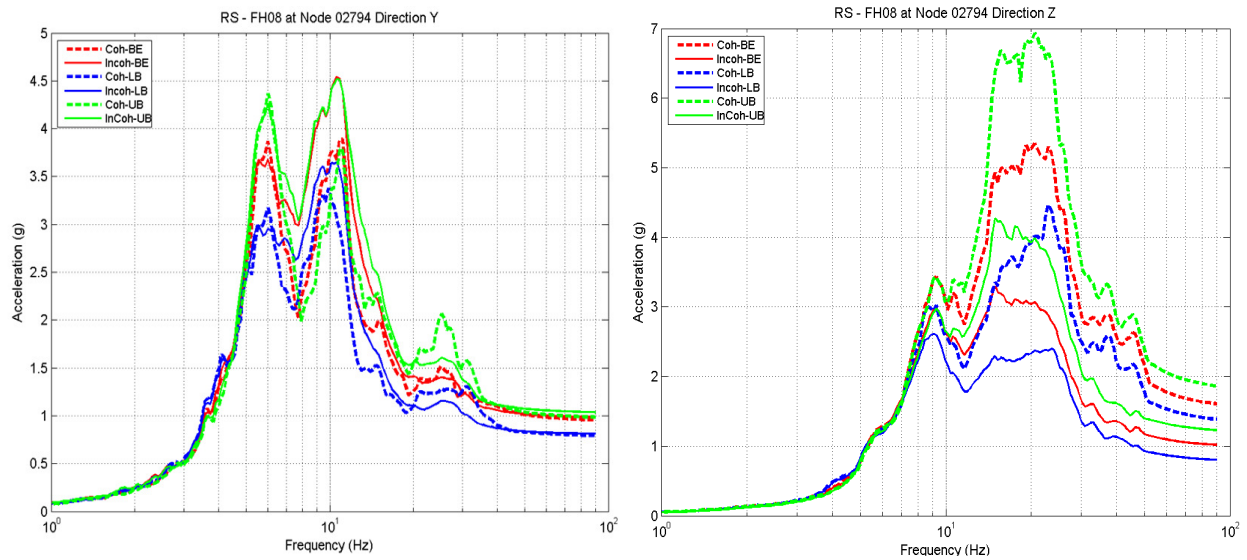 RS - FH08 at Node 02794 Direction Y
5
4.5
4
3.5
3
2.5
2
1.5
1
0.5
0
Acceleration (g)
Coh-BE
Incoh-BE
Coh-LB
Incoh-LB
Coh-UB
InCoh-UB
10^0
10^1
10^2
Frequency (Hz)
RS - FH08 at Node 02794 Direction Z
7
6
5
4
3
2
1
0
Acceleration (g)
Coh-BE
Incoh-BE
Coh-LB
Incoh-LB
Coh-UB
InCoh-UB
10^0
10^1
10^2
Frequency (Hz)